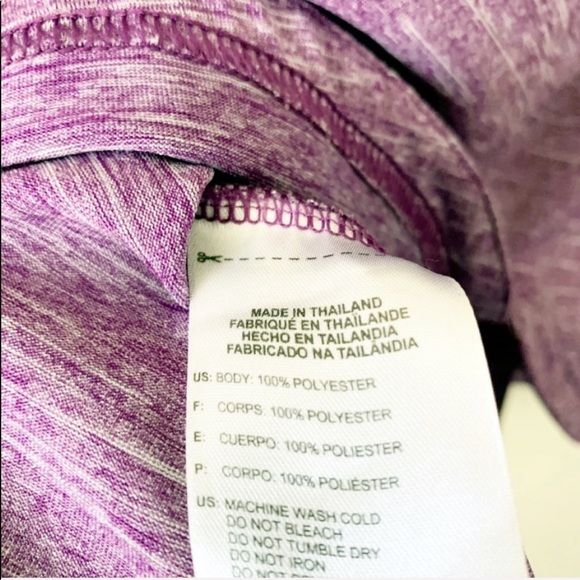 MADE IN THAILAND
FABRIQUÉ EN THAÏLANDE
HECHO EN TAILANDIA
FABRICADO NA TAILÂNDIA
US: BODY: 100% POLYESTER
F: CORPS: 100% POLYESTER
E: CUERPO: 100% POLIESTER
P: CORPO: 100% POLIÉSTER
US: MACHINE WASH COLD
DO NOT BLEACH
DO NOT TUMBLE DRY
DO NOT IRON
DO NOT